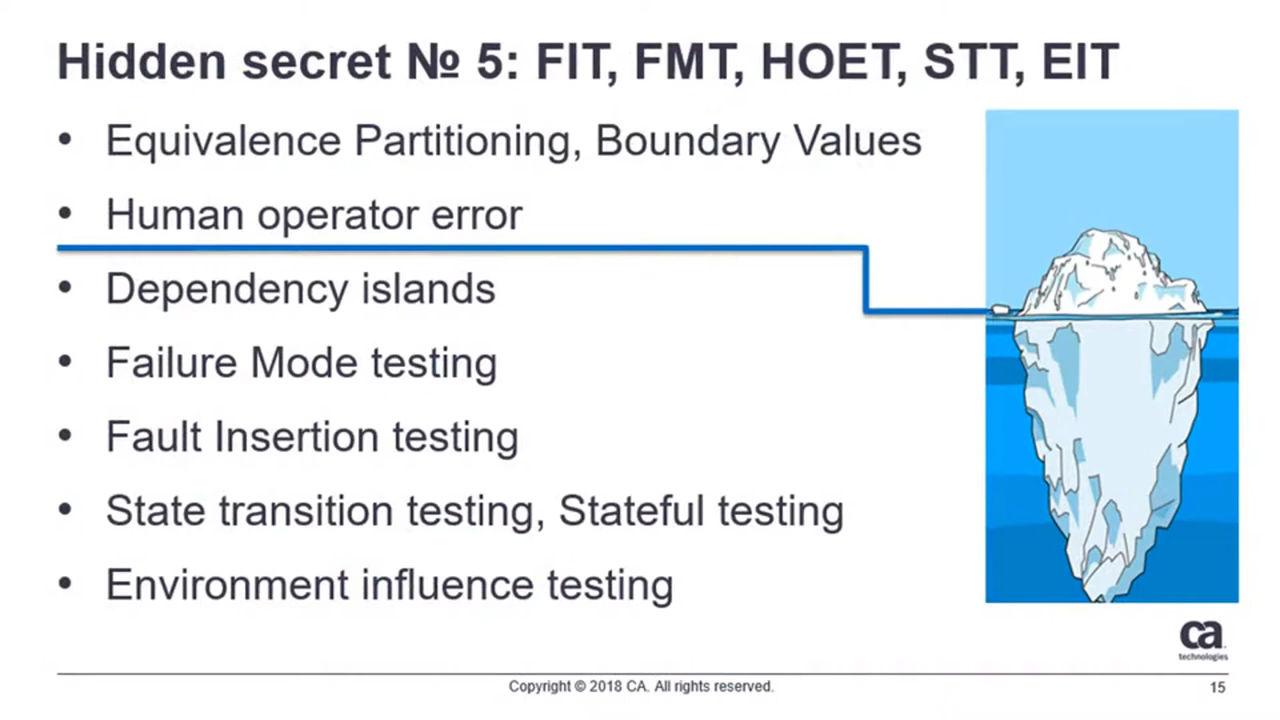 Hidden secret № 5: FIT, FMT, HOET, STT, EIT
• Equivalence Partitioning, Boundary Values
• Human operator error
• Dependency islands
• Failure Mode testing
• Fault Insertion testing
• State transition testing, Stateful testing
• Environment influence testing
ca
technologies
Copyright © 2018 CA. All rights reserved.
15